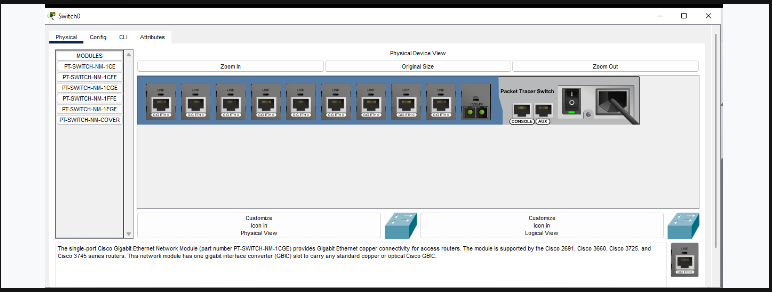 Switch0
Physical Config CLI Attributes
MODULES
PT-SWITCH-NM-1CE
PT-SWITCH-NM-1CFE
PT-SWITCH-NM-1CGE
PT-SWITCH-NM-1FFE
PT-SWITCH-NM-1FGE
PT-SWITCH-NM-COVER
Physical Device View
Zoom In Original Size Zoom Out
Packet Tracer Switch
CONSOLE AUX
Customize
Icon in
Physical View
Customize
Icon in
Logical View
The single-port Cisco Gigabit Ethernet Network Module (part number PT-SWITCH-NM-1CGE) provides Gigabit Ethernet copper connectivity for access routers. The module is supported by the Cisco 2691, Cisco 3660, Cisco 3725, and
Cisco 3745 series routers. This network module has one gigabit interface converter (GBIC) slot to carry any standard copper or optical Cisco GBIC.